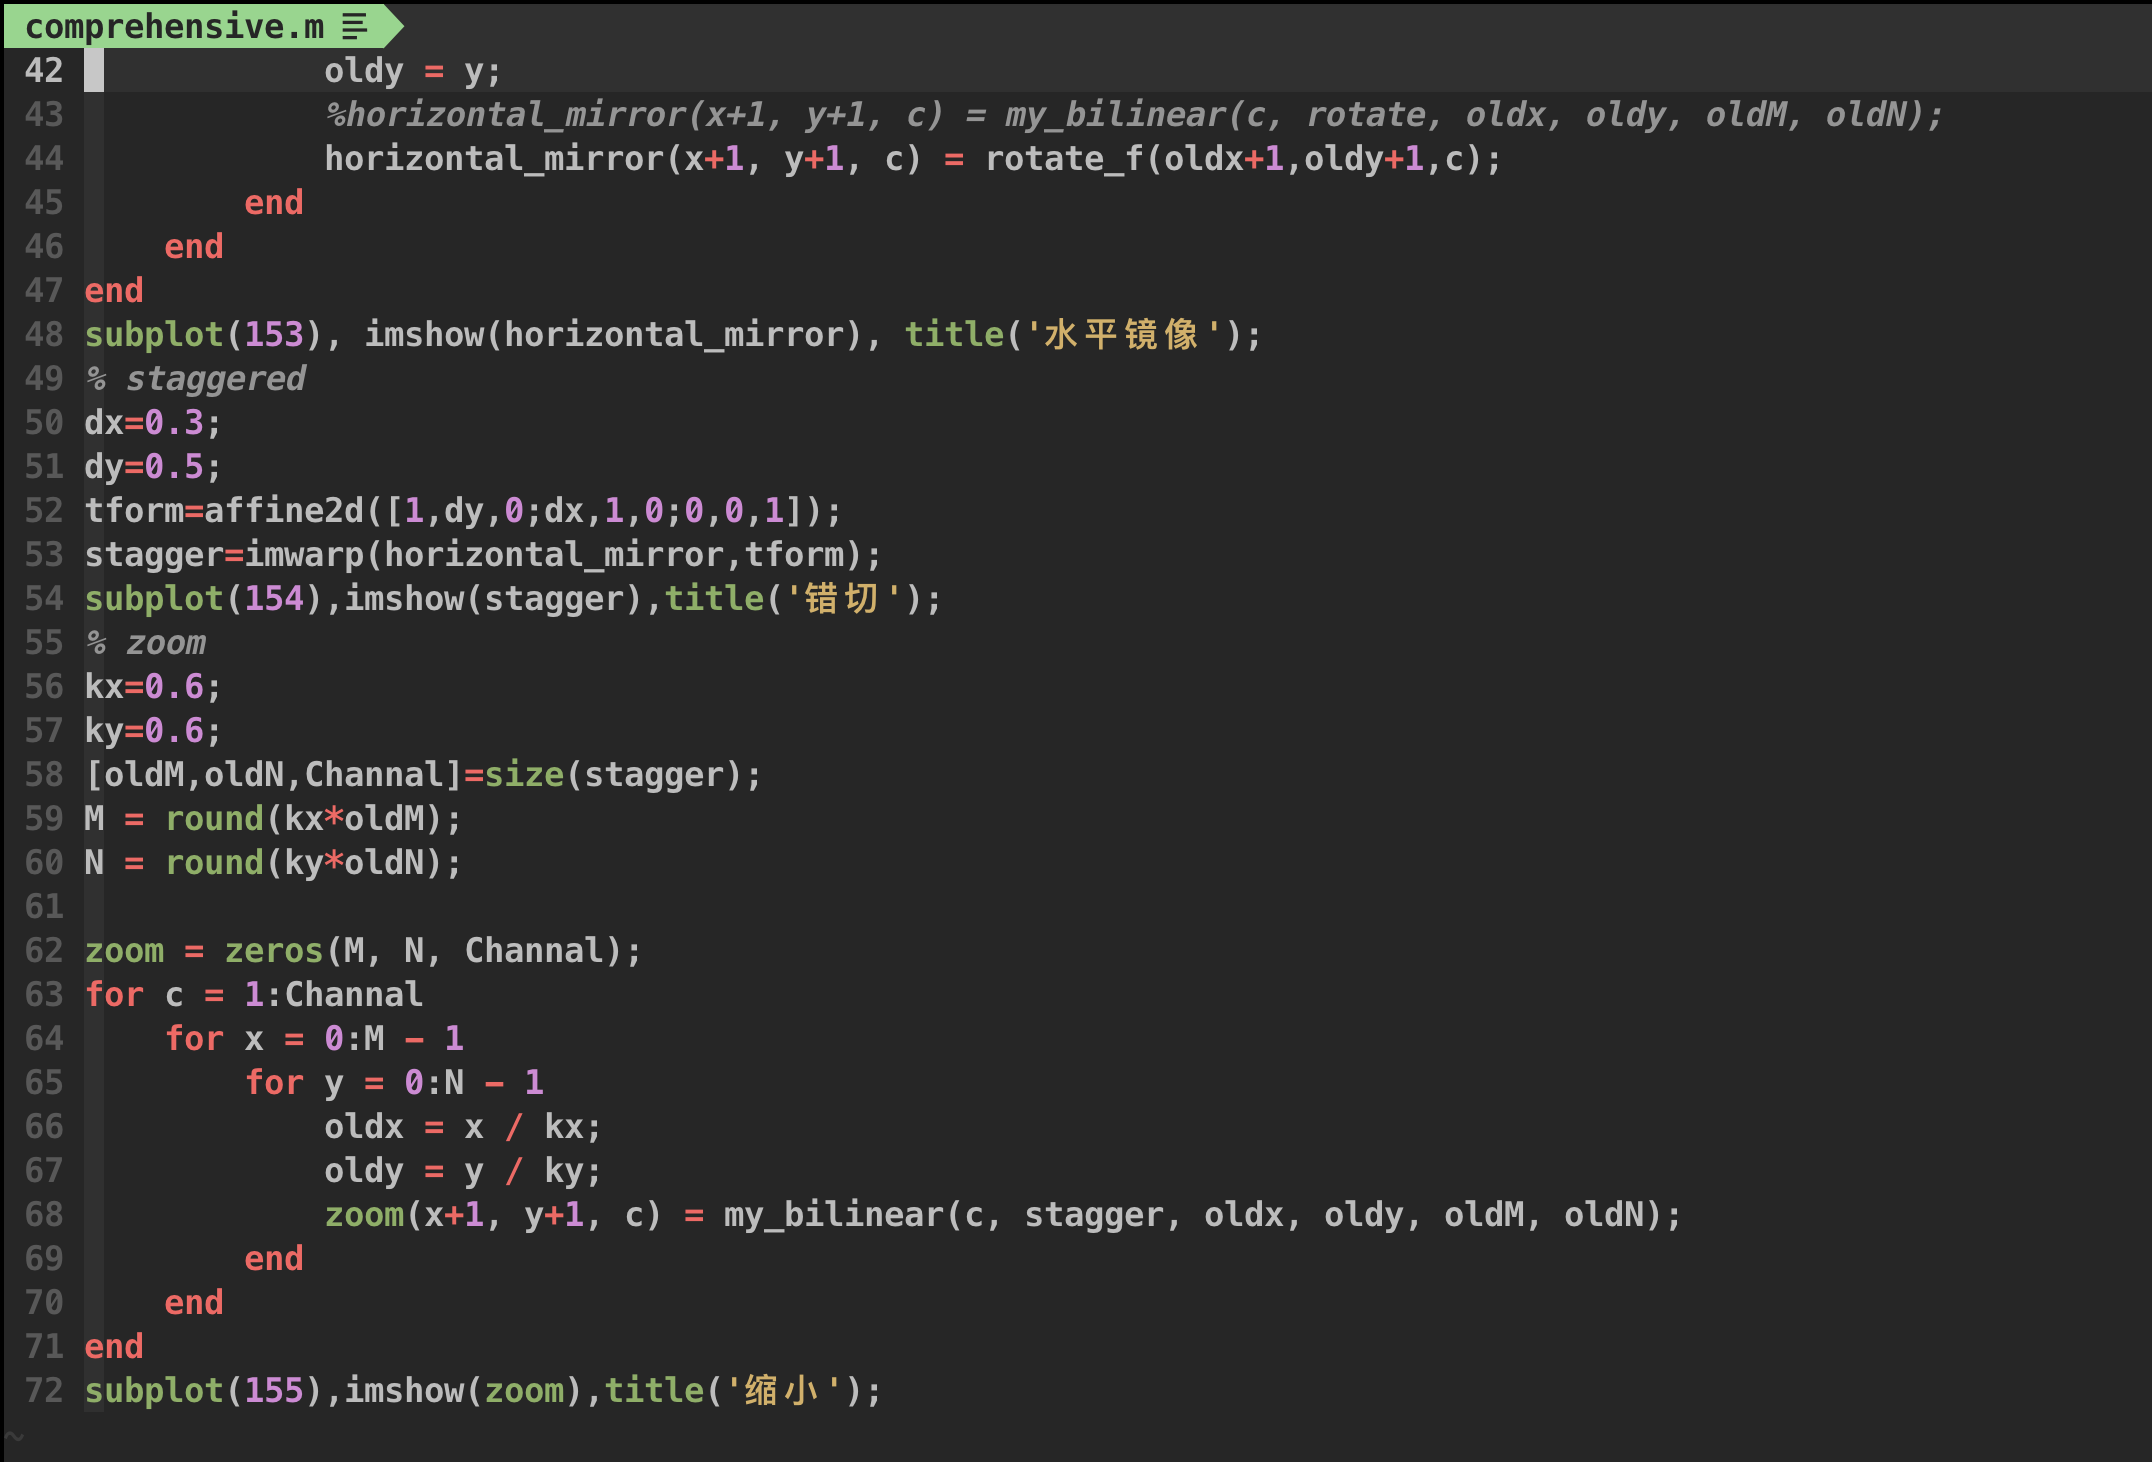 comprehensive.m
42             oldy = y;
43             %horizontal_mirror(x+1, y+1, c) = my_bilinear(c, rotate, oldx, oldy, oldM, oldN);
44             horizontal_mirror(x+1, y+1, c) = rotate_f(oldx+1,oldy+1,c);
45         end
46     end
47 end
48 subplot(153), imshow(horizontal_mirror), title('水平镜像');
49 % staggered
50 dx=0.3;
51 dy=0.5;
52 tform=affine2d([1,dy,0;dx,1,0;0,0,1]);
53 stagger=imwarp(horizontal_mirror,tform);
54 subplot(154),imshow(stagger),title('错切');
55 % zoom
56 kx=0.6;
57 ky=0.6;
58 [oldM,oldN,Channal]=size(stagger);
59 M = round(kx*oldM);
60 N = round(ky*oldN);
61
62 zoom = zeros(M, N, Channal);
63 for c = 1:Channal
64     for x = 0:M - 1
65         for y = 0:N - 1
66             oldx = x / kx;
67             oldy = y / ky;
68             zoom(x+1, y+1, c) = my_bilinear(c, stagger, oldx, oldy, oldM, oldN);
69         end
70     end
71 end
72 subplot(155),imshow(zoom),title('缩小');
~